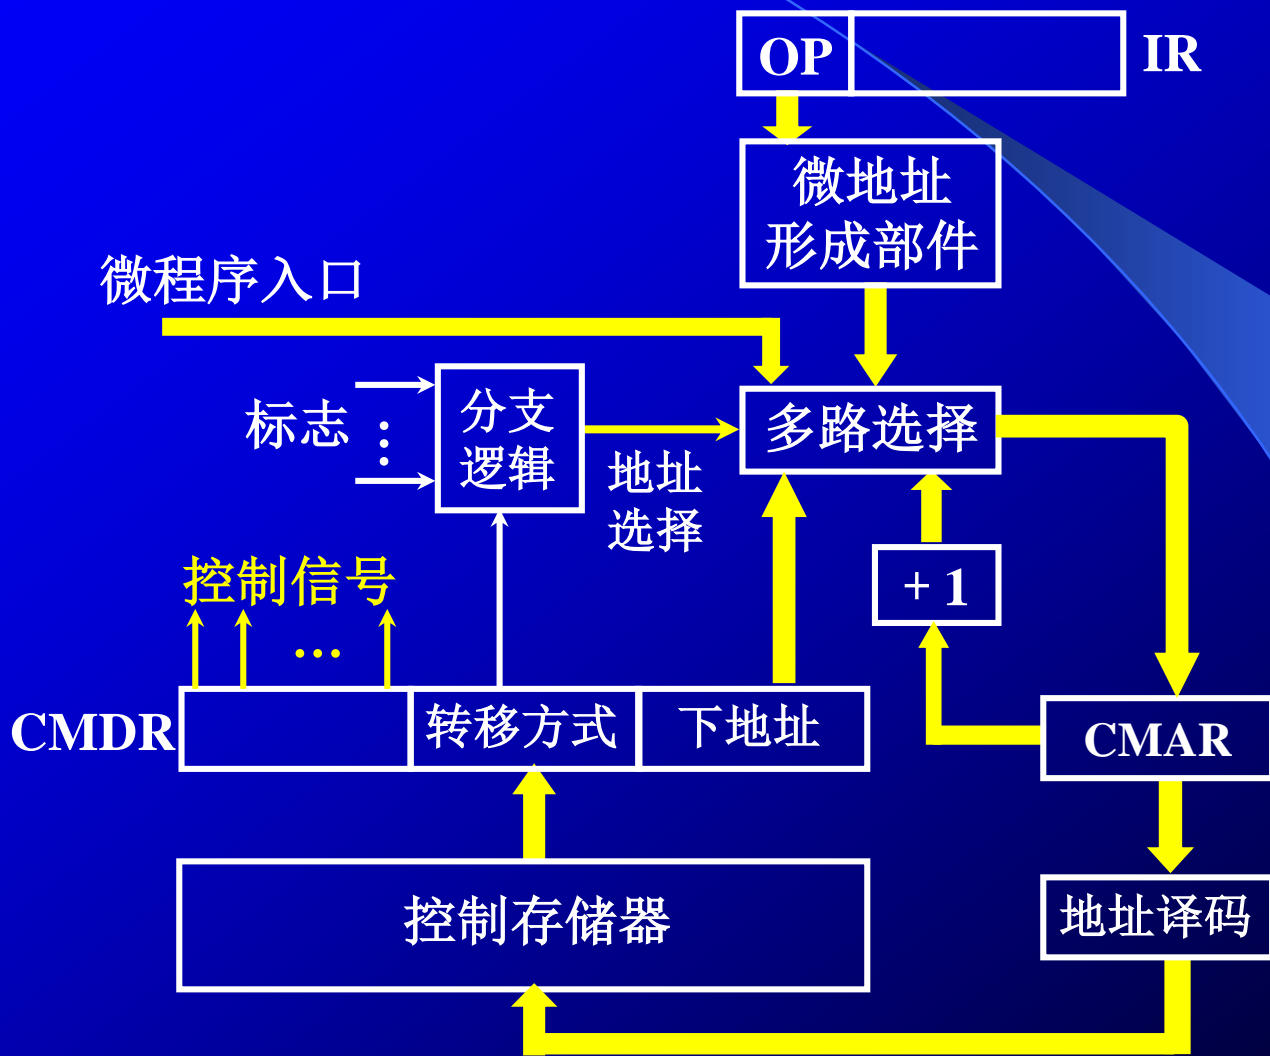 OP
IR
微地址
形成部件
微程序入口
标志
⋮
分支
逻辑
地址
选择
多路选择
控制信号
…
+ 1
CMDR
转移方式
下地址
CMAR
控制存储器
地址译码